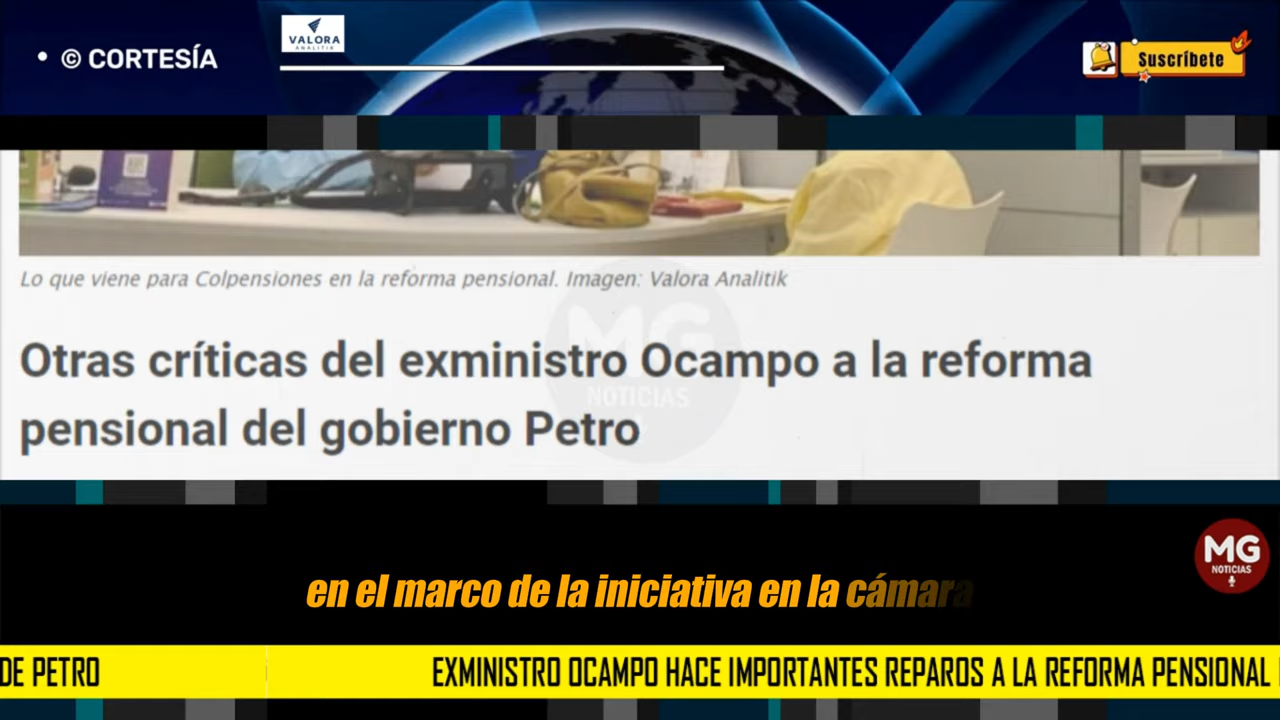 © CORTESÍA
VALORA
ANALITIK
Suscríbete
Lo que viene para Colpensiones en la reforma pensional. Imagen: Valora Analitik
Otras críticas del exministro Ocampo a la reforma
pensional del gobierno Petro
MG
NOTICIAS
en el marco de la iniciativa en la cámara
MG
NOTICIAS
DE PETRO
EXMINISTRO OCAMPO HACE IMPORTANTES REPAROS A LA REFORMA PENSIONAL